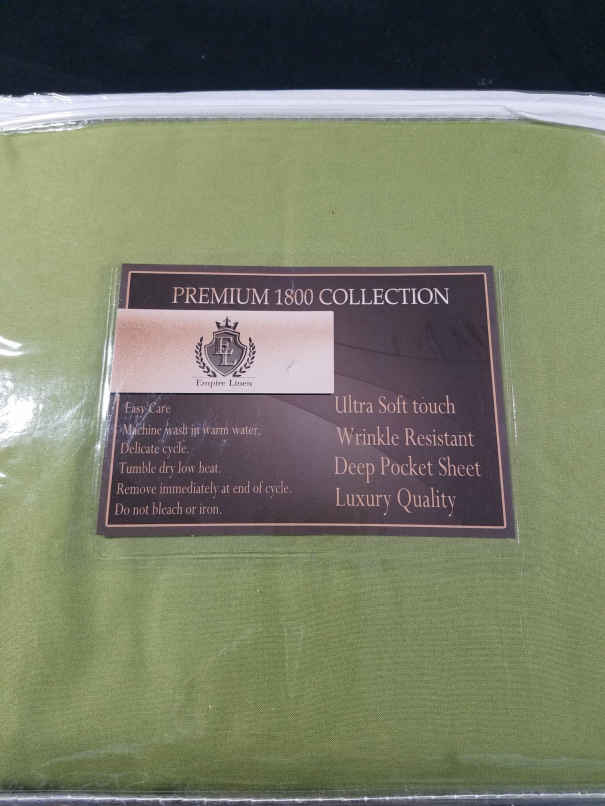 PREMIUM 1800 COLLECTION
EL
Empire Linen
Easy Care
Machine wash in warm water.
Delicate cycle.
Tumble dry low heat.
Remove immediately at end of cycle.
Do not bleach or iron.
Ultra Soft touch
Wrinkle Resistant
Deep Pocket Sheet
Luxury Quality